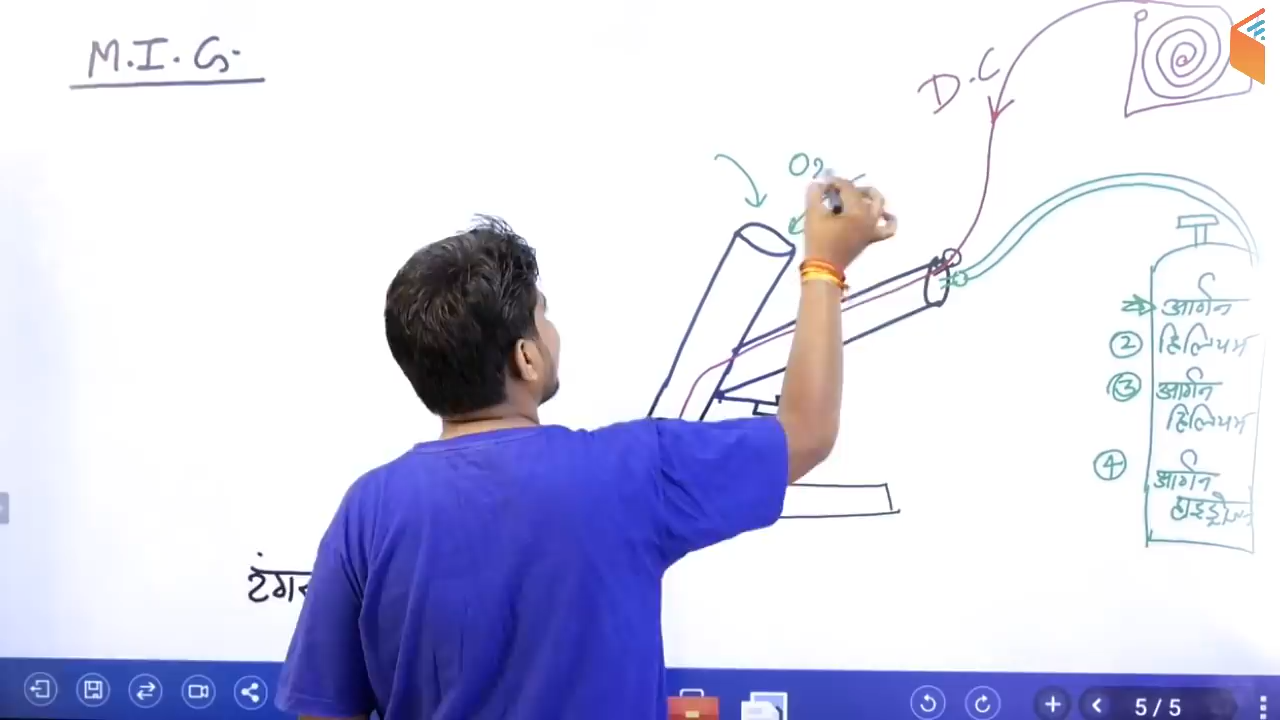 M.I.G.
D.C
O₂
आर्गन
② हिलियम
③ आर्गन
हिलियम
④ आर्गन
हाइड्रोजन
5 / 5